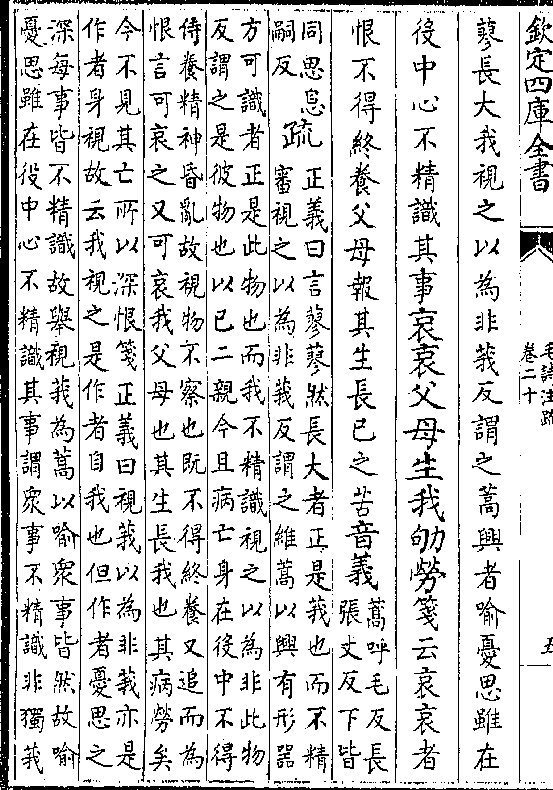 欽定四庫全書
毛詩注疏
卷二十
五
蓼長大我視之以為非莪反謂之蒿興者喻憂思雖在
役中心不精識其事哀哀父母生我劬勞箋云哀哀者
恨不得終養父母報其生長已之苦音義
蒿呼毛反長
張丈反下皆
同思息
嗣反
疏
正義曰言蓼蓼然長大者正是莪也而不精
審視之以為非莪反謂之維蒿以興有形器
方可識者正是此物也而我不精識視之以為非此物
反謂之是彼物也以已二親今且病亡身在役中不得
侍養精神昏亂故視物不察也既不得終養又追而為
恨言可哀之又可哀我父母也其生長我也其病勞矣
今不見其亡所以深恨箋正義曰視莪以為非莪亦是
作者身視故云我視之是作者自我也但作者憂思之
深每事皆不精識故舉視莪為蒿以喻衆事皆然故喻
憂思雖在役中心不精識其事謂衆事不精識非獨莪